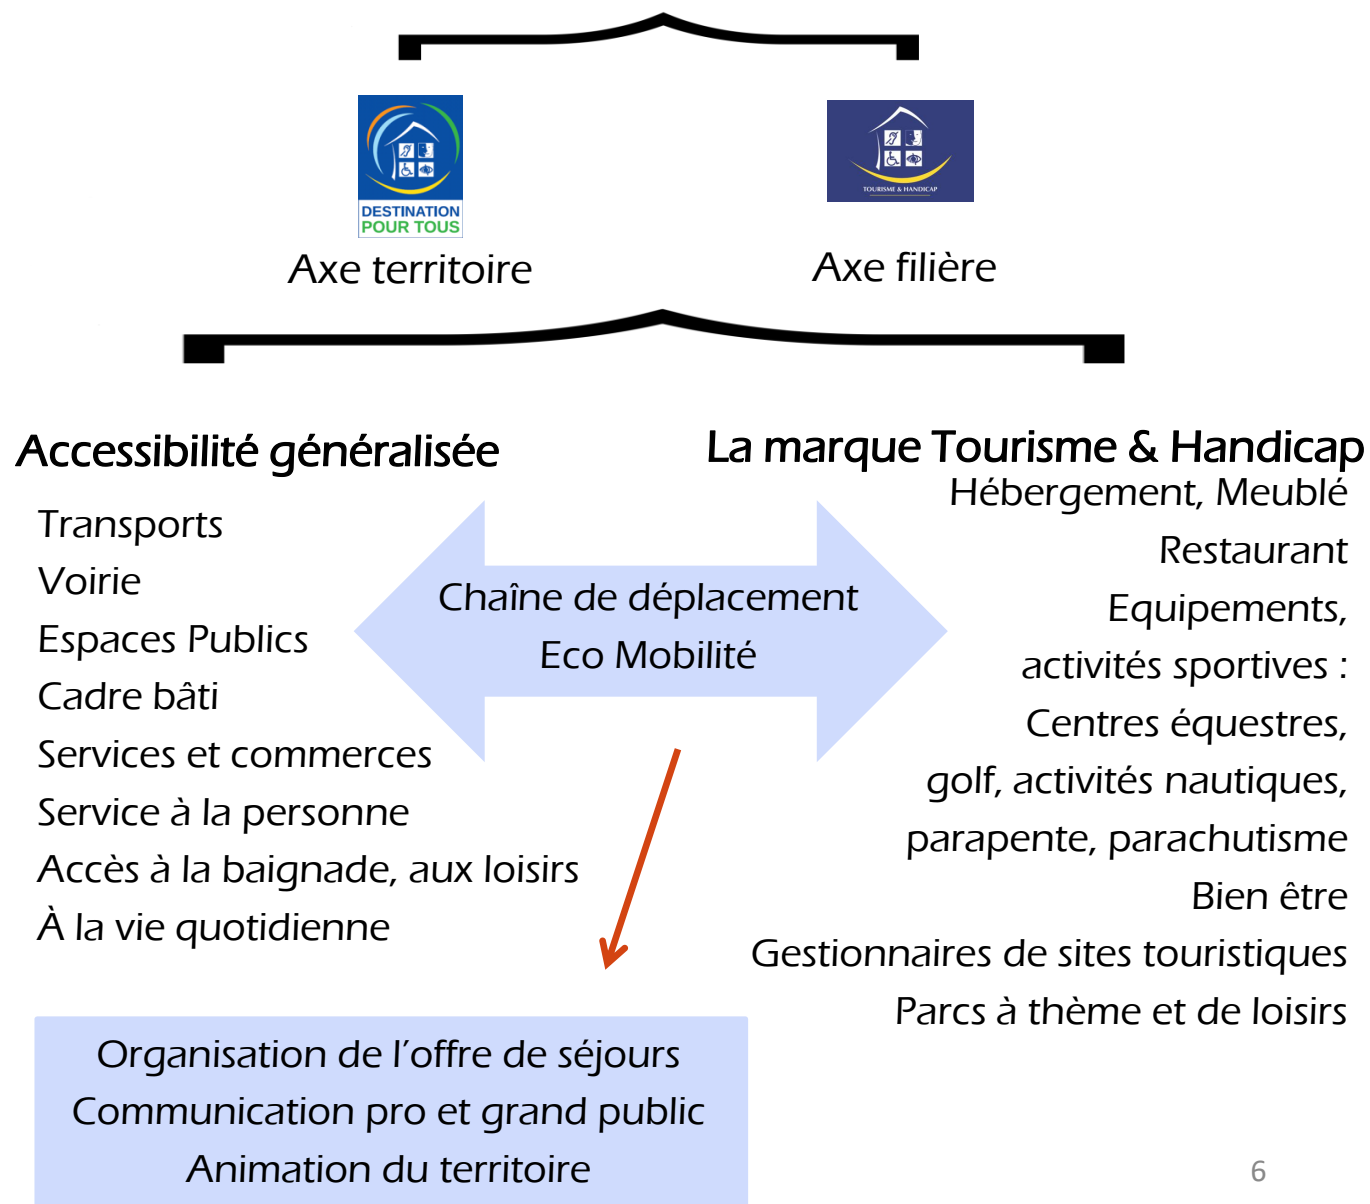 DESTINATION
POUR TOUS
TOURISME & HANDICAP
Axe territoire
Axe filière
Accessibilité généralisée
Transports
Voirie
Espaces Publics
Cadre bâti
Services et commerces
Service à la personne
Accès à la baignade, aux loisirs
À la vie quotidienne
Chaîne de déplacement
Eco Mobilité
La marque Tourisme & Handicap
Hébergement, Meublé
Restaurant
Equipements,
activités sportives :
Centres équestres,
golf, activités nautiques,
parapente, parachutisme
Bien être
Gestionnaires de sites touristiques
Parcs à thème et de loisirs
Organisation de l’offre de séjours
Communication pro et grand public
Animation du territoire
6